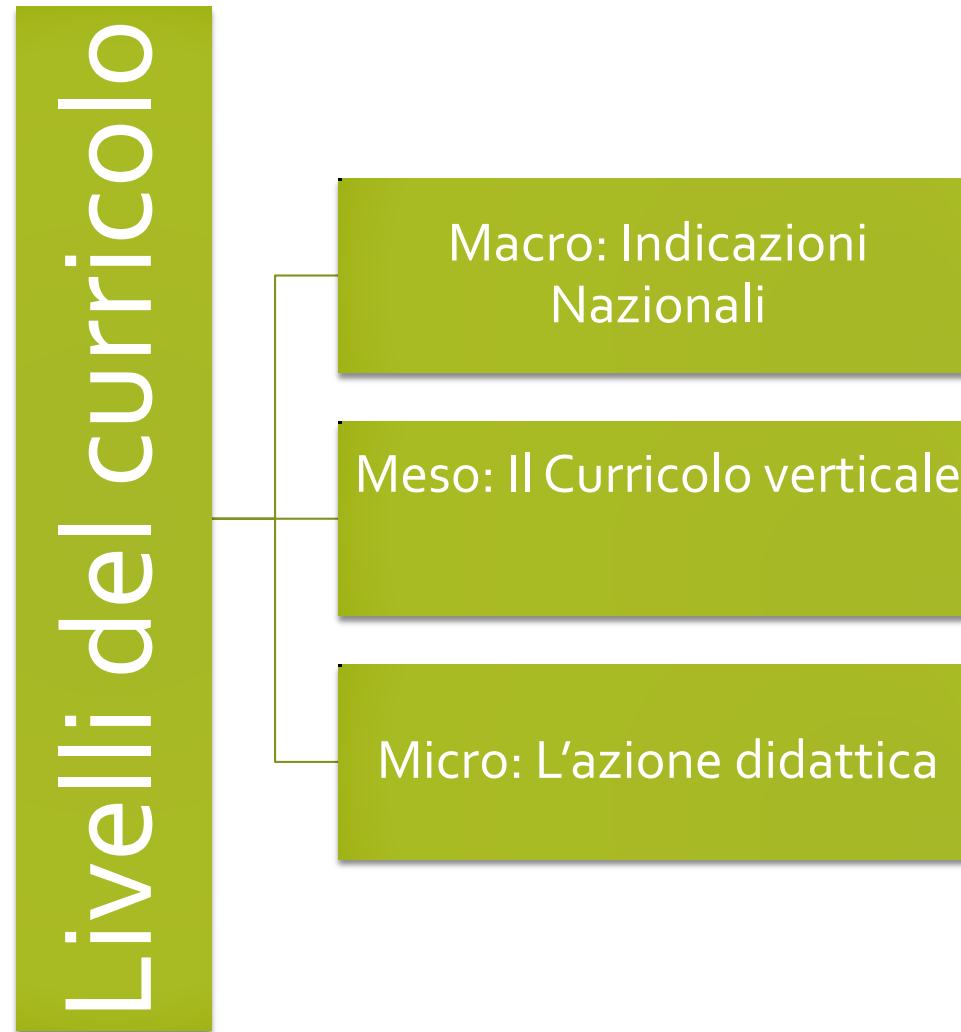 Livelli del curricolo
Macro: Indicazioni
Nazionali
Meso: Il Curricolo verticale
Micro: L’azione didattica